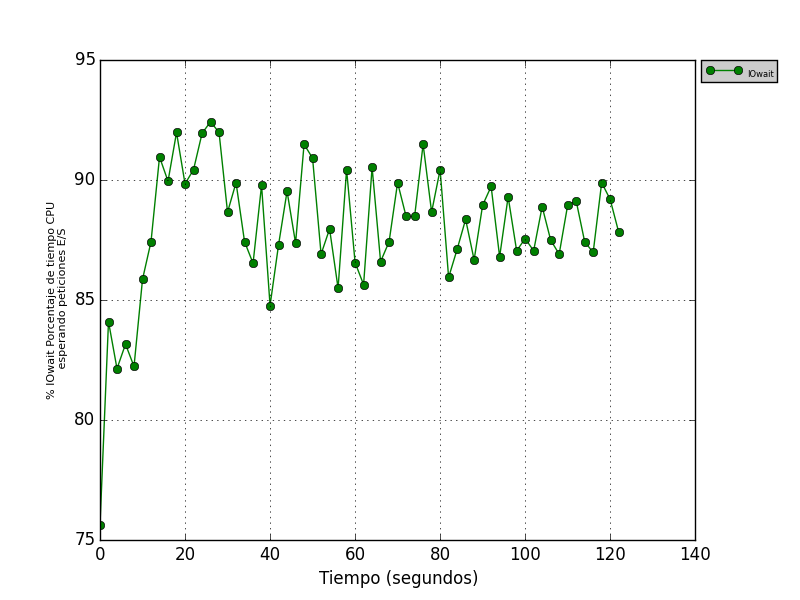 95
90
85
80
75
0 20 40 60 80 100 120 140
Tiempo (segundos)
% IOwait Porcentaje de tiempo CPU
esperando peticiones E/S
IOwait